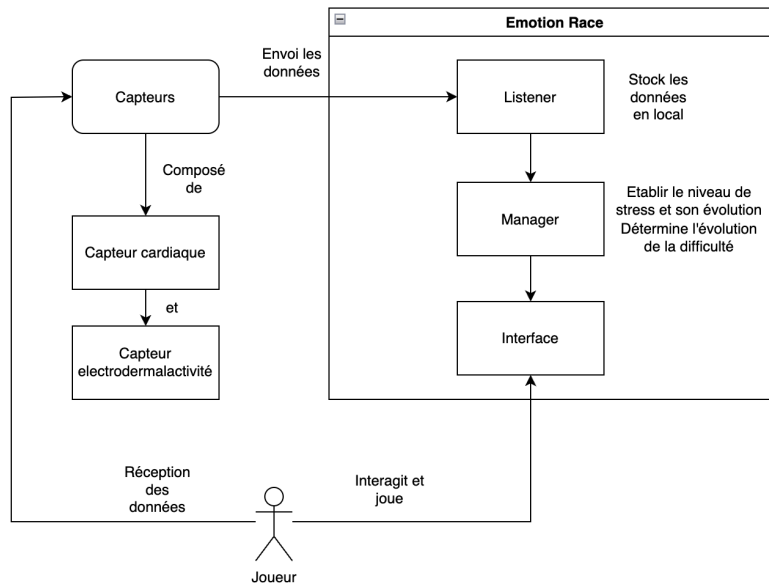 Emotion Race
Envoi les
données
Capteurs
Listener
Stock les
données
en local
Composé
de
Manager
Etablir le niveau de
stress et son évolution
Détermine l'évolution
de la difficulté
Capteur cardiaque
et
Interface
Capteur
electrodermalactivité
Réception
des
données
Interagit et
joue
Joueur